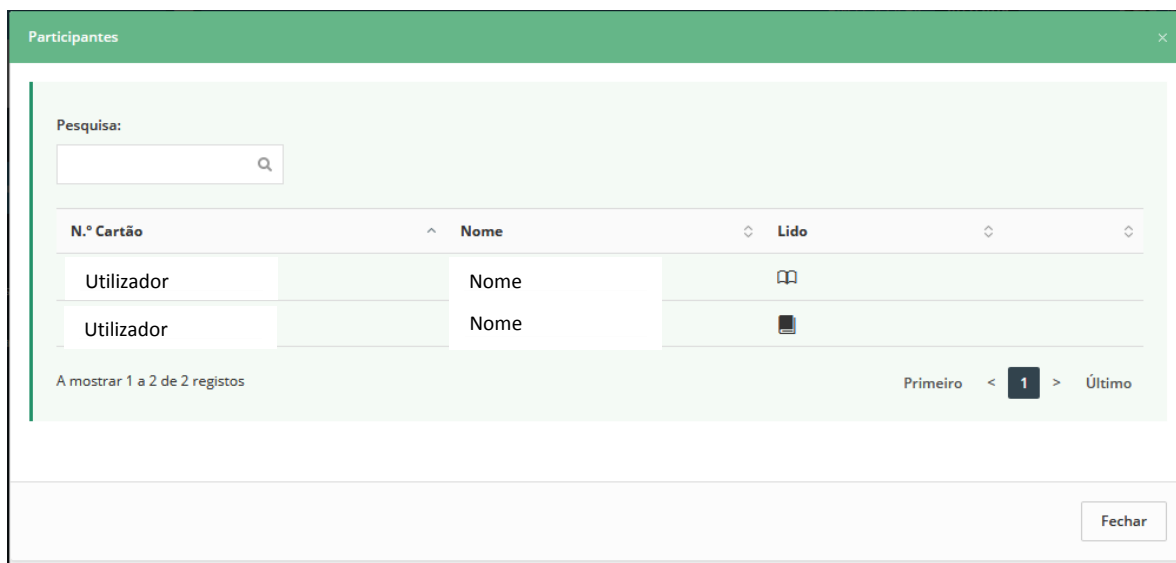 Participantes ×
Pesquisa:
N.º Cartão Nome Lido
Utilizador Nome
Utilizador Nome
A mostrar 1 a 2 de 2 registos Primeiro < 1 > Último
Fechar